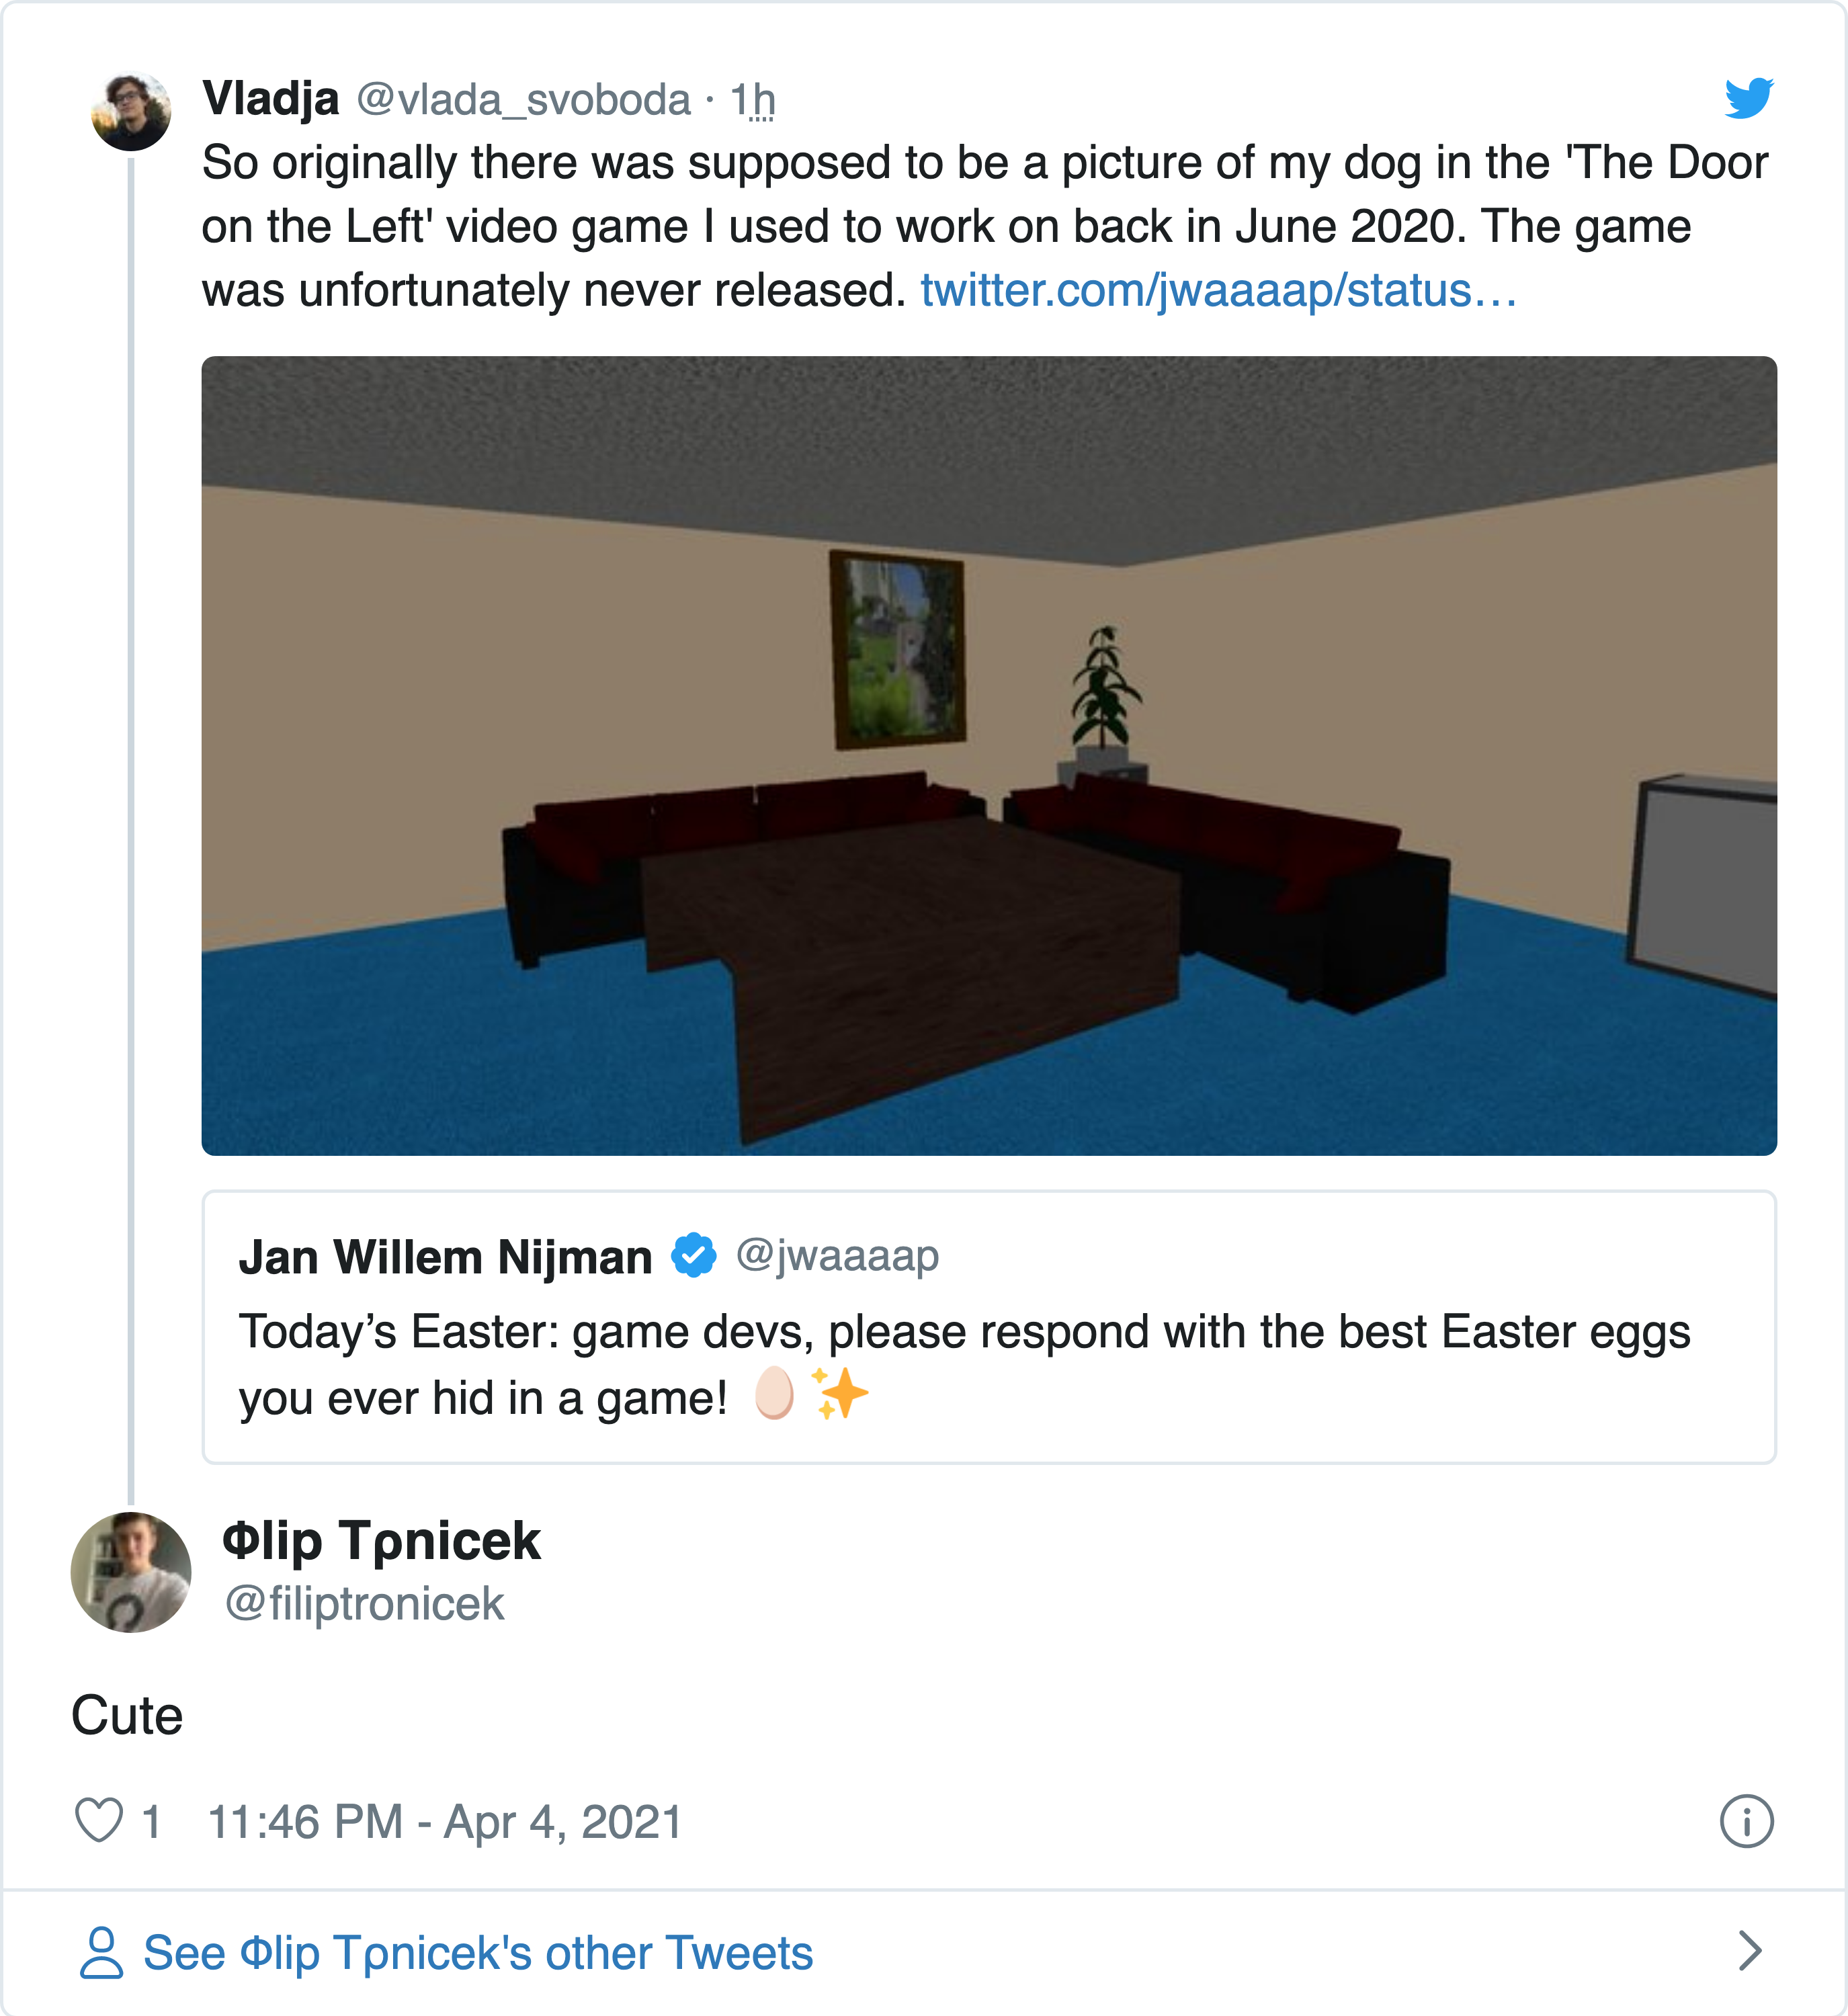 Vladja @vlada_svoboda · 1h
So originally there was supposed to be a picture of my dog in the 'The Door
on the Left' video game I used to work on back in June 2020. The game
was unfortunately never released. twitter.com/jwaaaap/status…
Jan Willem Nijman @jwaaaap
Today’s Easter: game devs, please respond with the best Easter eggs
you ever hid in a game! 🥚✨
Φlip Tρnicek
@filiptronicek
Cute
1 11:46 PM - Apr 4, 2021
See Φlip Tρnicek's other Tweets